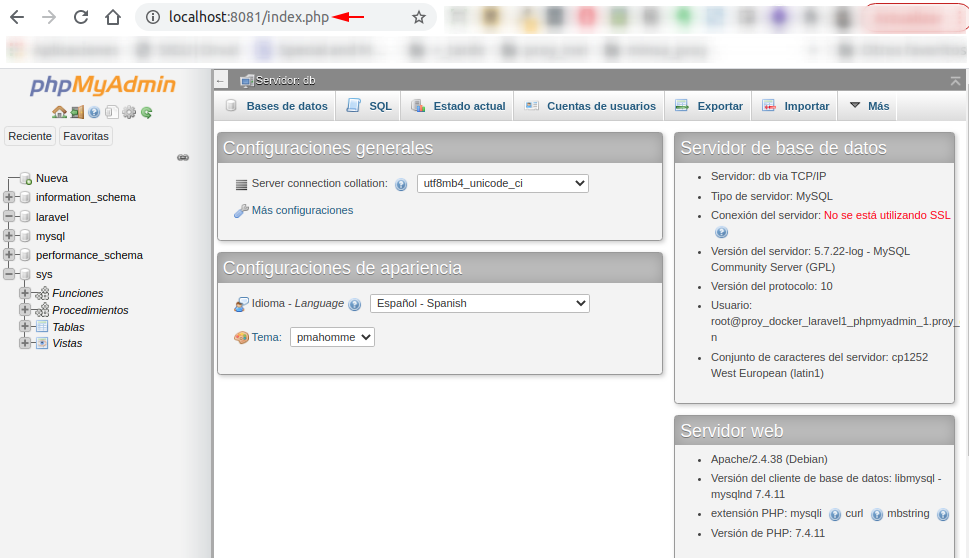 localhost:8081/index.php
phpMyAdmin
Servidor: db
Bases de datos
SQL
Estado actual
Cuentas de usuarios
Exportar
Importar
Más
Reciente
Favoritas
Nueva
information_schema
laravel
mysql
performance_schema
sys
Funciones
Procedimientos
Tablas
Vistas
Configuraciones generales
Server connection collation:
utf8mb4_unicode_ci
Más configuraciones
Configuraciones de apariencia
Idioma - Language
Español - Spanish
Tema:
pmahomme
Servidor de base de datos
Servidor: db via TCP/IP
Tipo de servidor: MySQL
Conexión del servidor: No se está utilizando SSL
Versión del servidor: 5.7.22-log - MySQL
Community Server (GPL)
Versión del protocolo: 10
Usuario:
root@proy_docker_laravel1_phpmyadmin_1.proy_
n
Conjunto de caracteres del servidor: cp1252
West European (latin1)
Servidor web
Apache/2.4.38 (Debian)
Versión del cliente de base de datos: libmysql -
mysqlnd 7.4.11
extensión PHP: mysqli curl mbstring
Versión de PHP: 7.4.11